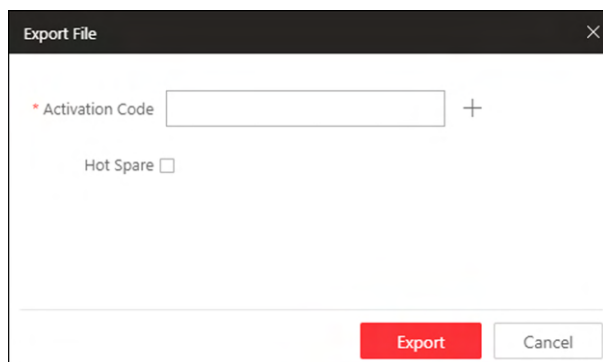 Export File
* Activation Code
Hot Spare
Export Cancel